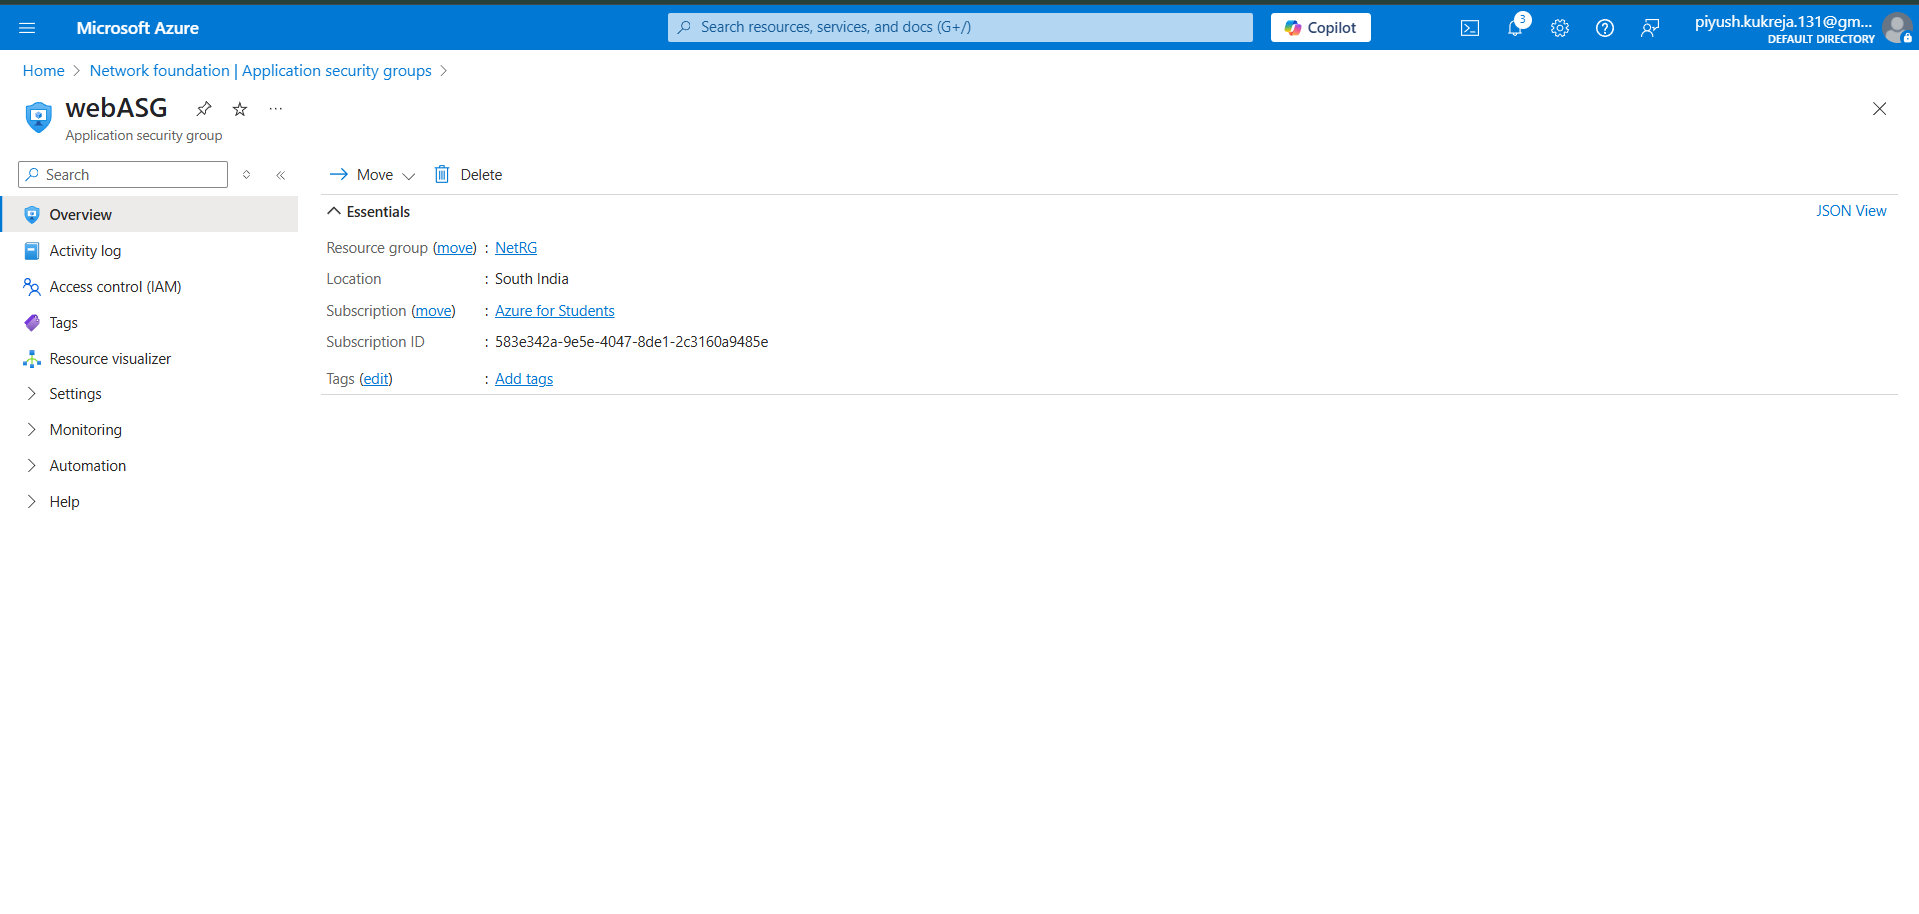 Microsoft Azure
Search resources, services, and docs (G+/)
Copilot
3
piyush.kukreja.131@gm...
DEFAULT DIRECTORY
Home > Network foundation | Application security groups >
webASG
Application security group
Search
Move
Delete
Overview
Activity log
Access control (IAM)
Tags
Resource visualizer
Settings
Monitoring
Automation
Help
Essentials
JSON View
Resource group (move) : NetRG
Location : South India
Subscription (move) : Azure for Students
Subscription ID : 583e342a-9e5e-4047-8de1-2c3160a9485e
Tags (edit) : Add tags